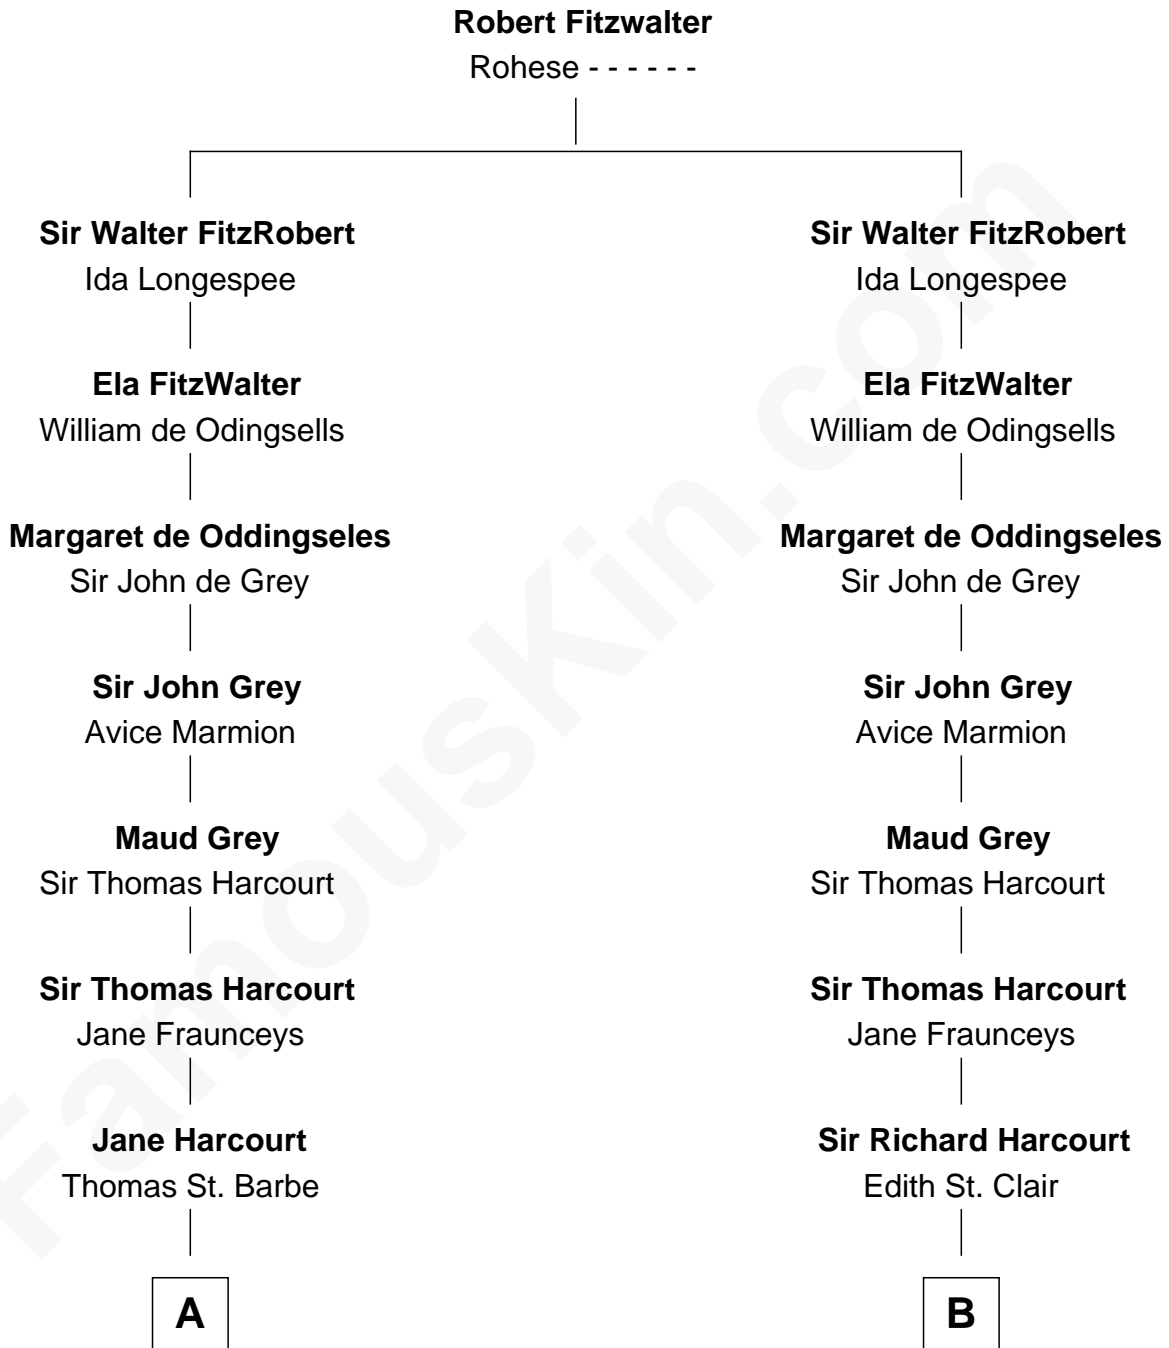 Robert Fitzwalter
Rohese - - - - - -
Sir Walter FitzRobert
Ida Longespee
Sir Walter FitzRobert
Ida Longespee
Ela FitzWalter
William de Odingsells
Ela FitzWalter
William de Odingsells
Margaret de Oddingseles
Sir John de Grey
Margaret de Oddingseles
Sir John de Grey
Sir John Grey
Avice Marmion
Sir John Grey
Avice Marmion
Maud Grey
Sir Thomas Harcourt
Maud Grey
Sir Thomas Harcourt
Sir Thomas Harcourt
Jane Fraunceys
Sir Thomas Harcourt
Jane Fraunceys
Jane Harcourt
Thomas St. Barbe
Sir Richard Harcourt
Edith St. Clair
A
B
FamousKin.com